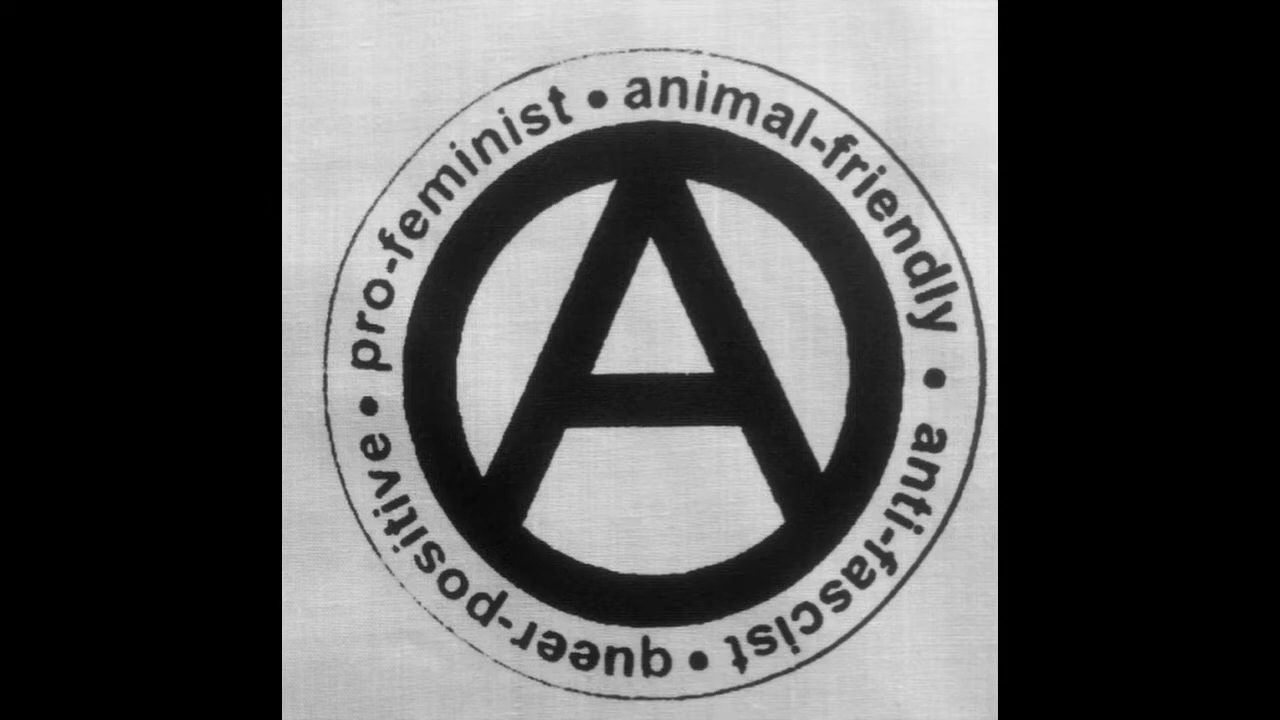 pro-feminist • animal-friendly • anti-fascist • queer-positive •
A